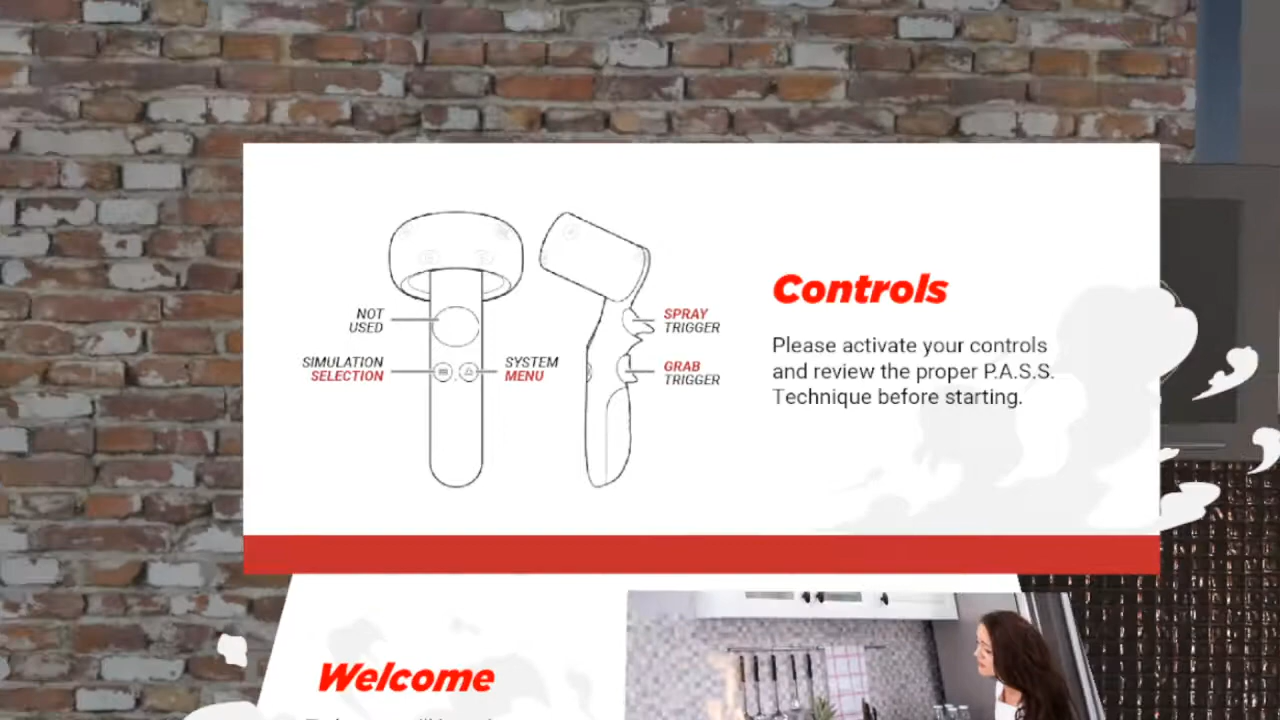 NOT
USED
SIMULATION
SELECTION
SYSTEM
MENU
SPRAY
TRIGGER
GRAB
TRIGGER
Controls
Please activate your controls
and review the proper P.A.S.S.
Technique before starting.
Welcome